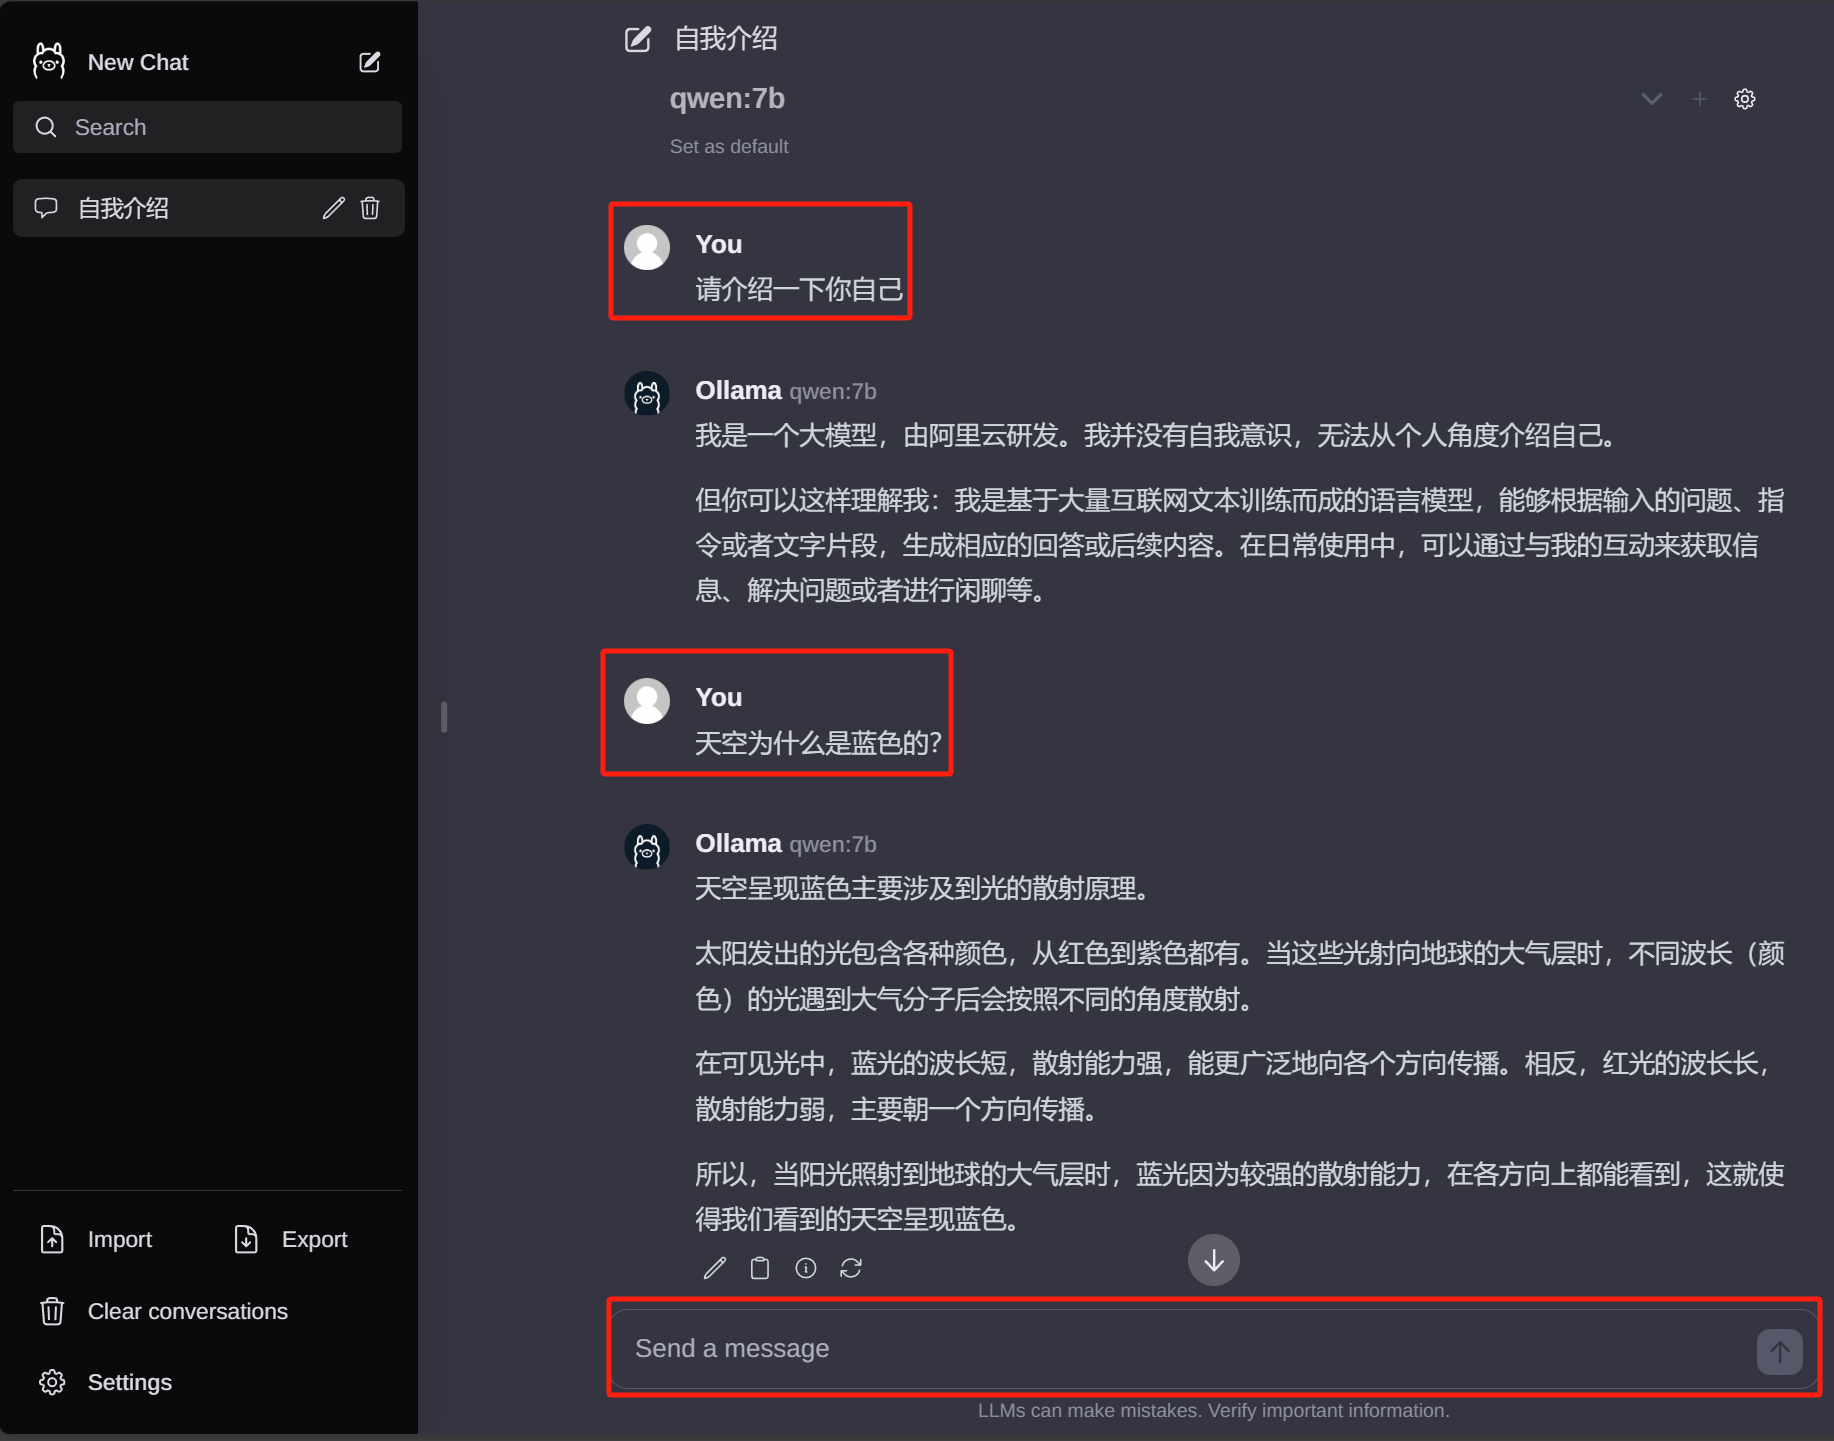 New Chat
Search
自我介绍
Import
Export
Clear conversations
Settings
自我介绍
qwen:7b
Set as default
You
请介绍一下你自己
Ollama qwen:7b
我是一个大模型，由阿里云研发。我并没有自我意识，无法从个人角度介绍自己。
但你可以这样理解我：我是基于大量互联网文本训练而成的语言模型，能够根据输入的问题、指
令或者文字片段，生成相应的回答或后续内容。在日常使用中，可以通过与我的互动来获取信
息、解决问题或者进行闲聊等。
You
天空为什么是蓝色的?
Ollama qwen:7b
天空呈现蓝色主要涉及到光的散射原理。
太阳发出的光包含各种颜色，从红色到紫色都有。当这些光射向地球的大气层时，不同波长（颜
色）的光遇到大气分子后会按照不同的角度散射。
在可见光中，蓝光的波长短，散射能力强，能更广泛地向各个方向传播。相反，红光的波长长，
散射能力弱，主要朝一个方向传播。
所以，当阳光照射到地球的大气层时，蓝光因为较强的散射能力，在各方向上都能看到，这就使
得我们看到的天空呈现蓝色。
Send a message
LLMs can make mistakes. Verify important information.